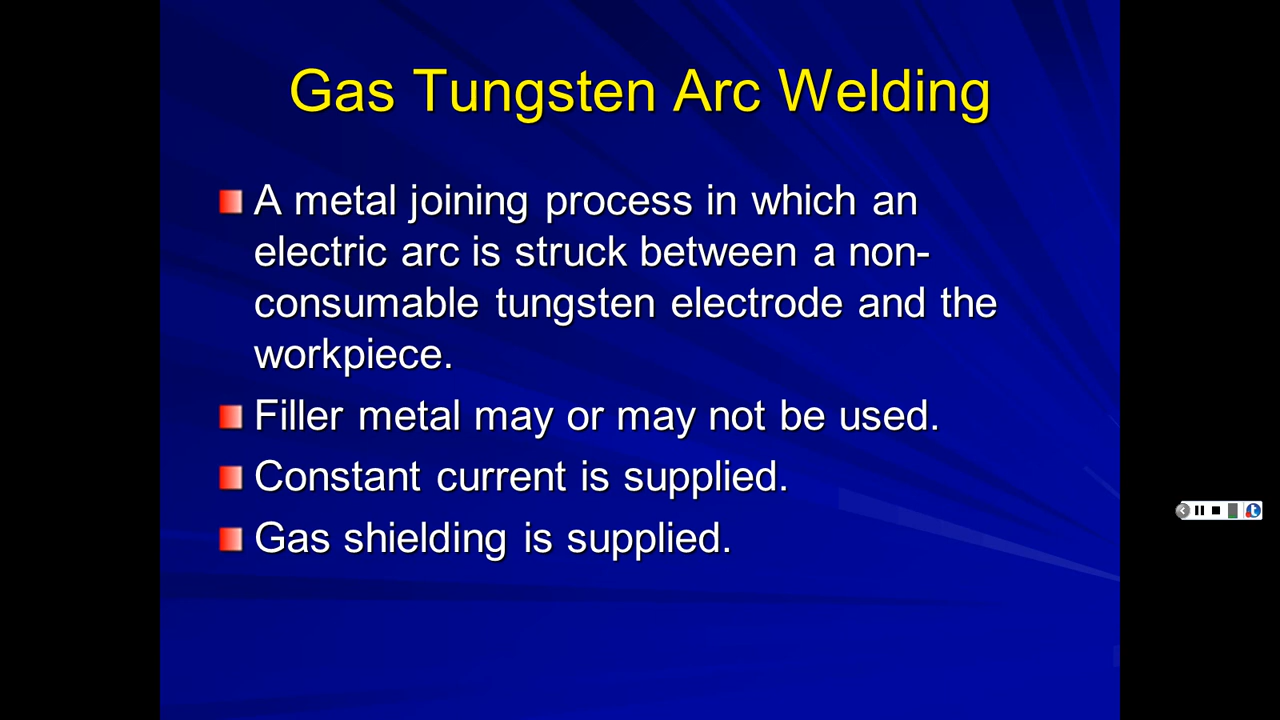 Gas Tungsten Arc Welding
A metal joining process in which an
electric arc is struck between a non-
consumable tungsten electrode and the
workpiece.
Filler metal may or may not be used.
Constant current is supplied.
Gas shielding is supplied.
t